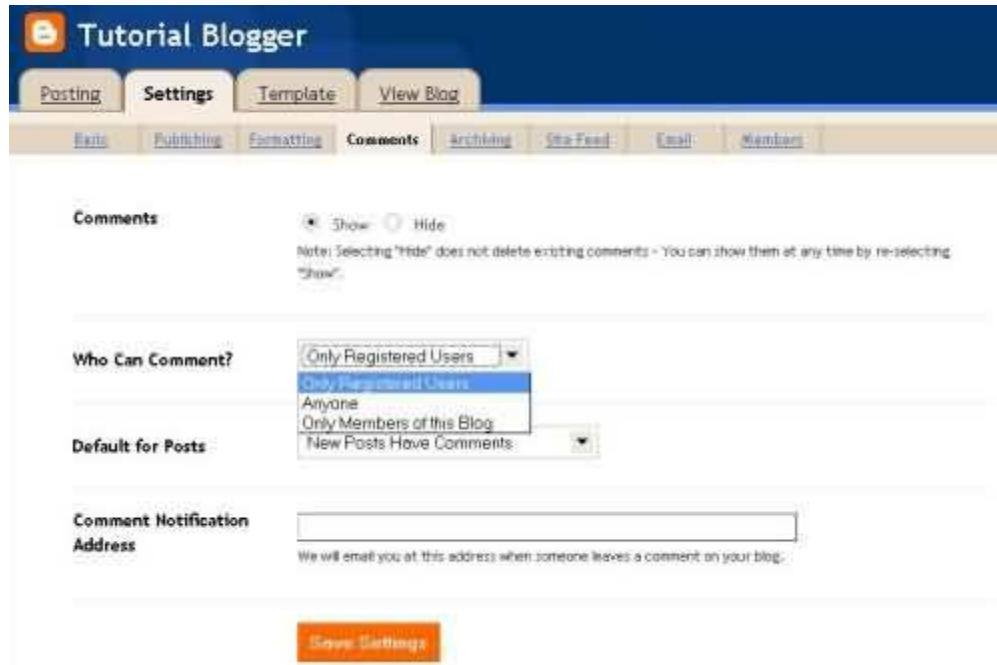 Tutorial Blogger
Posting Settings Template View Blog
Basic Publishing Formatting Comments Archiving Site Feed Email Members
Comments
Show Hide
Note: Selecting "Hide" does not delete existing comments - You can show them at any time by re-selecting
"Show".
Who Can Comment?
Only Registered Users
Only Registered Users
Anyone
Only Members of this Blog
Default for Posts
New Posts Have Comments
Comment Notification
Address
We will email you at this address when someone leaves a comment on your blog.
Save Settings